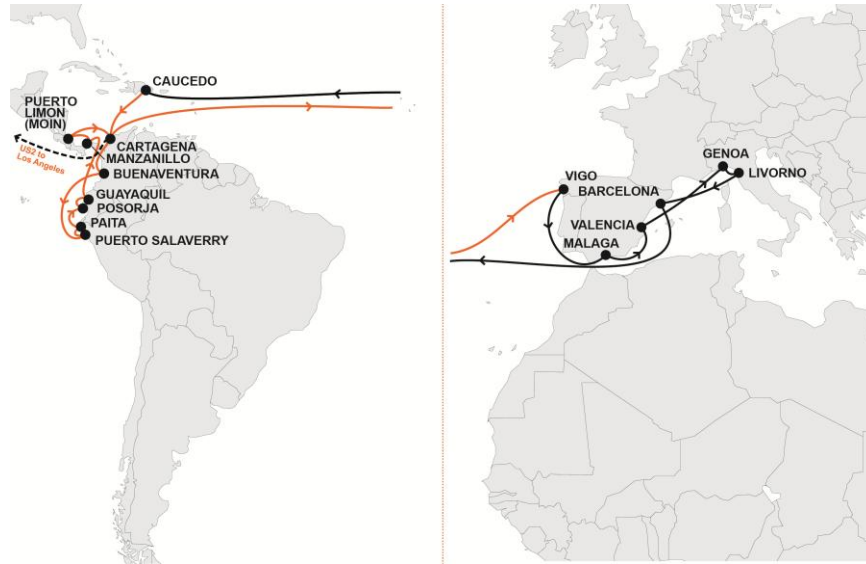 CAUCEDO
PUERTO
LIMON
(MOIN)
US2 to
Los Angeles
CARTAGENA
MANZANILLO
BUENAVENTURA
GUAYAQUIL
POSORJA
PAITA
PUERTO SALAVERRY
GENOA
LIVORNO
VIGO
BARCELONA
VALENCIA
MALAGA